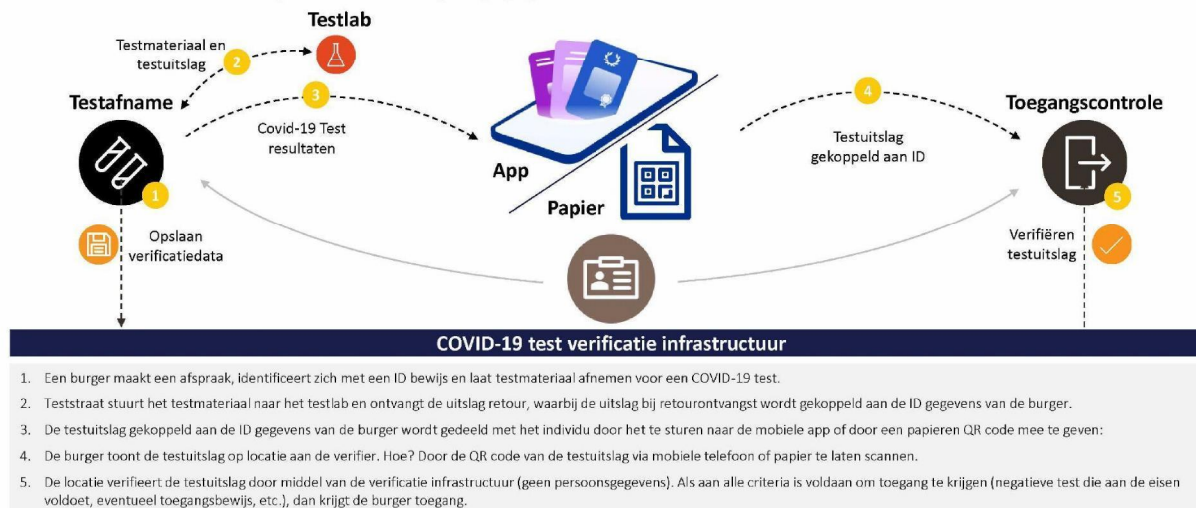 Testlab
Testmateriaal en
testuitslag
2
Testafname
3
Covid-19 Test
resultaten
1
Opslaan
verificatiedata
App
Papier
4
Testuitslag
gekoppeld aan ID
Toegangscontrole
5
Verifiëren
testuitslag
COVID-19 test verificatie infrastructuur
1. Een burger maakt een afspraak, identificeert zich met een ID bewijs en laat testmateriaal afnemen voor een COVID-19 test.
2. Teststraat stuurt het testmateriaal naar het testlab en ontvangt de uitslag retour, waarbij de uitslag bij retourontvangst wordt gekoppeld aan de ID gegevens van de burger.
3. De testuitslag gekoppeld aan de ID gegevens van de burger wordt gedeeld met het individu door het te sturen naar de mobiele app of door een papieren QR code mee te geven:
4. De burger toont de testuitslag op locatie aan de verifier. Hoe? Door de QR code van de testuitslag via mobiele telefoon of papier te laten scannen.
5. De locatie verifieert de testuitslag door middel van de verificatie infrastructuur (geen persoonsgegevens). Als aan alle criteria is voldaan om toegang te krijgen (negatieve test die aan de eisen
voldoet, eventueel toegangsbewijs, etc.), dan krijgt de burger toegang.